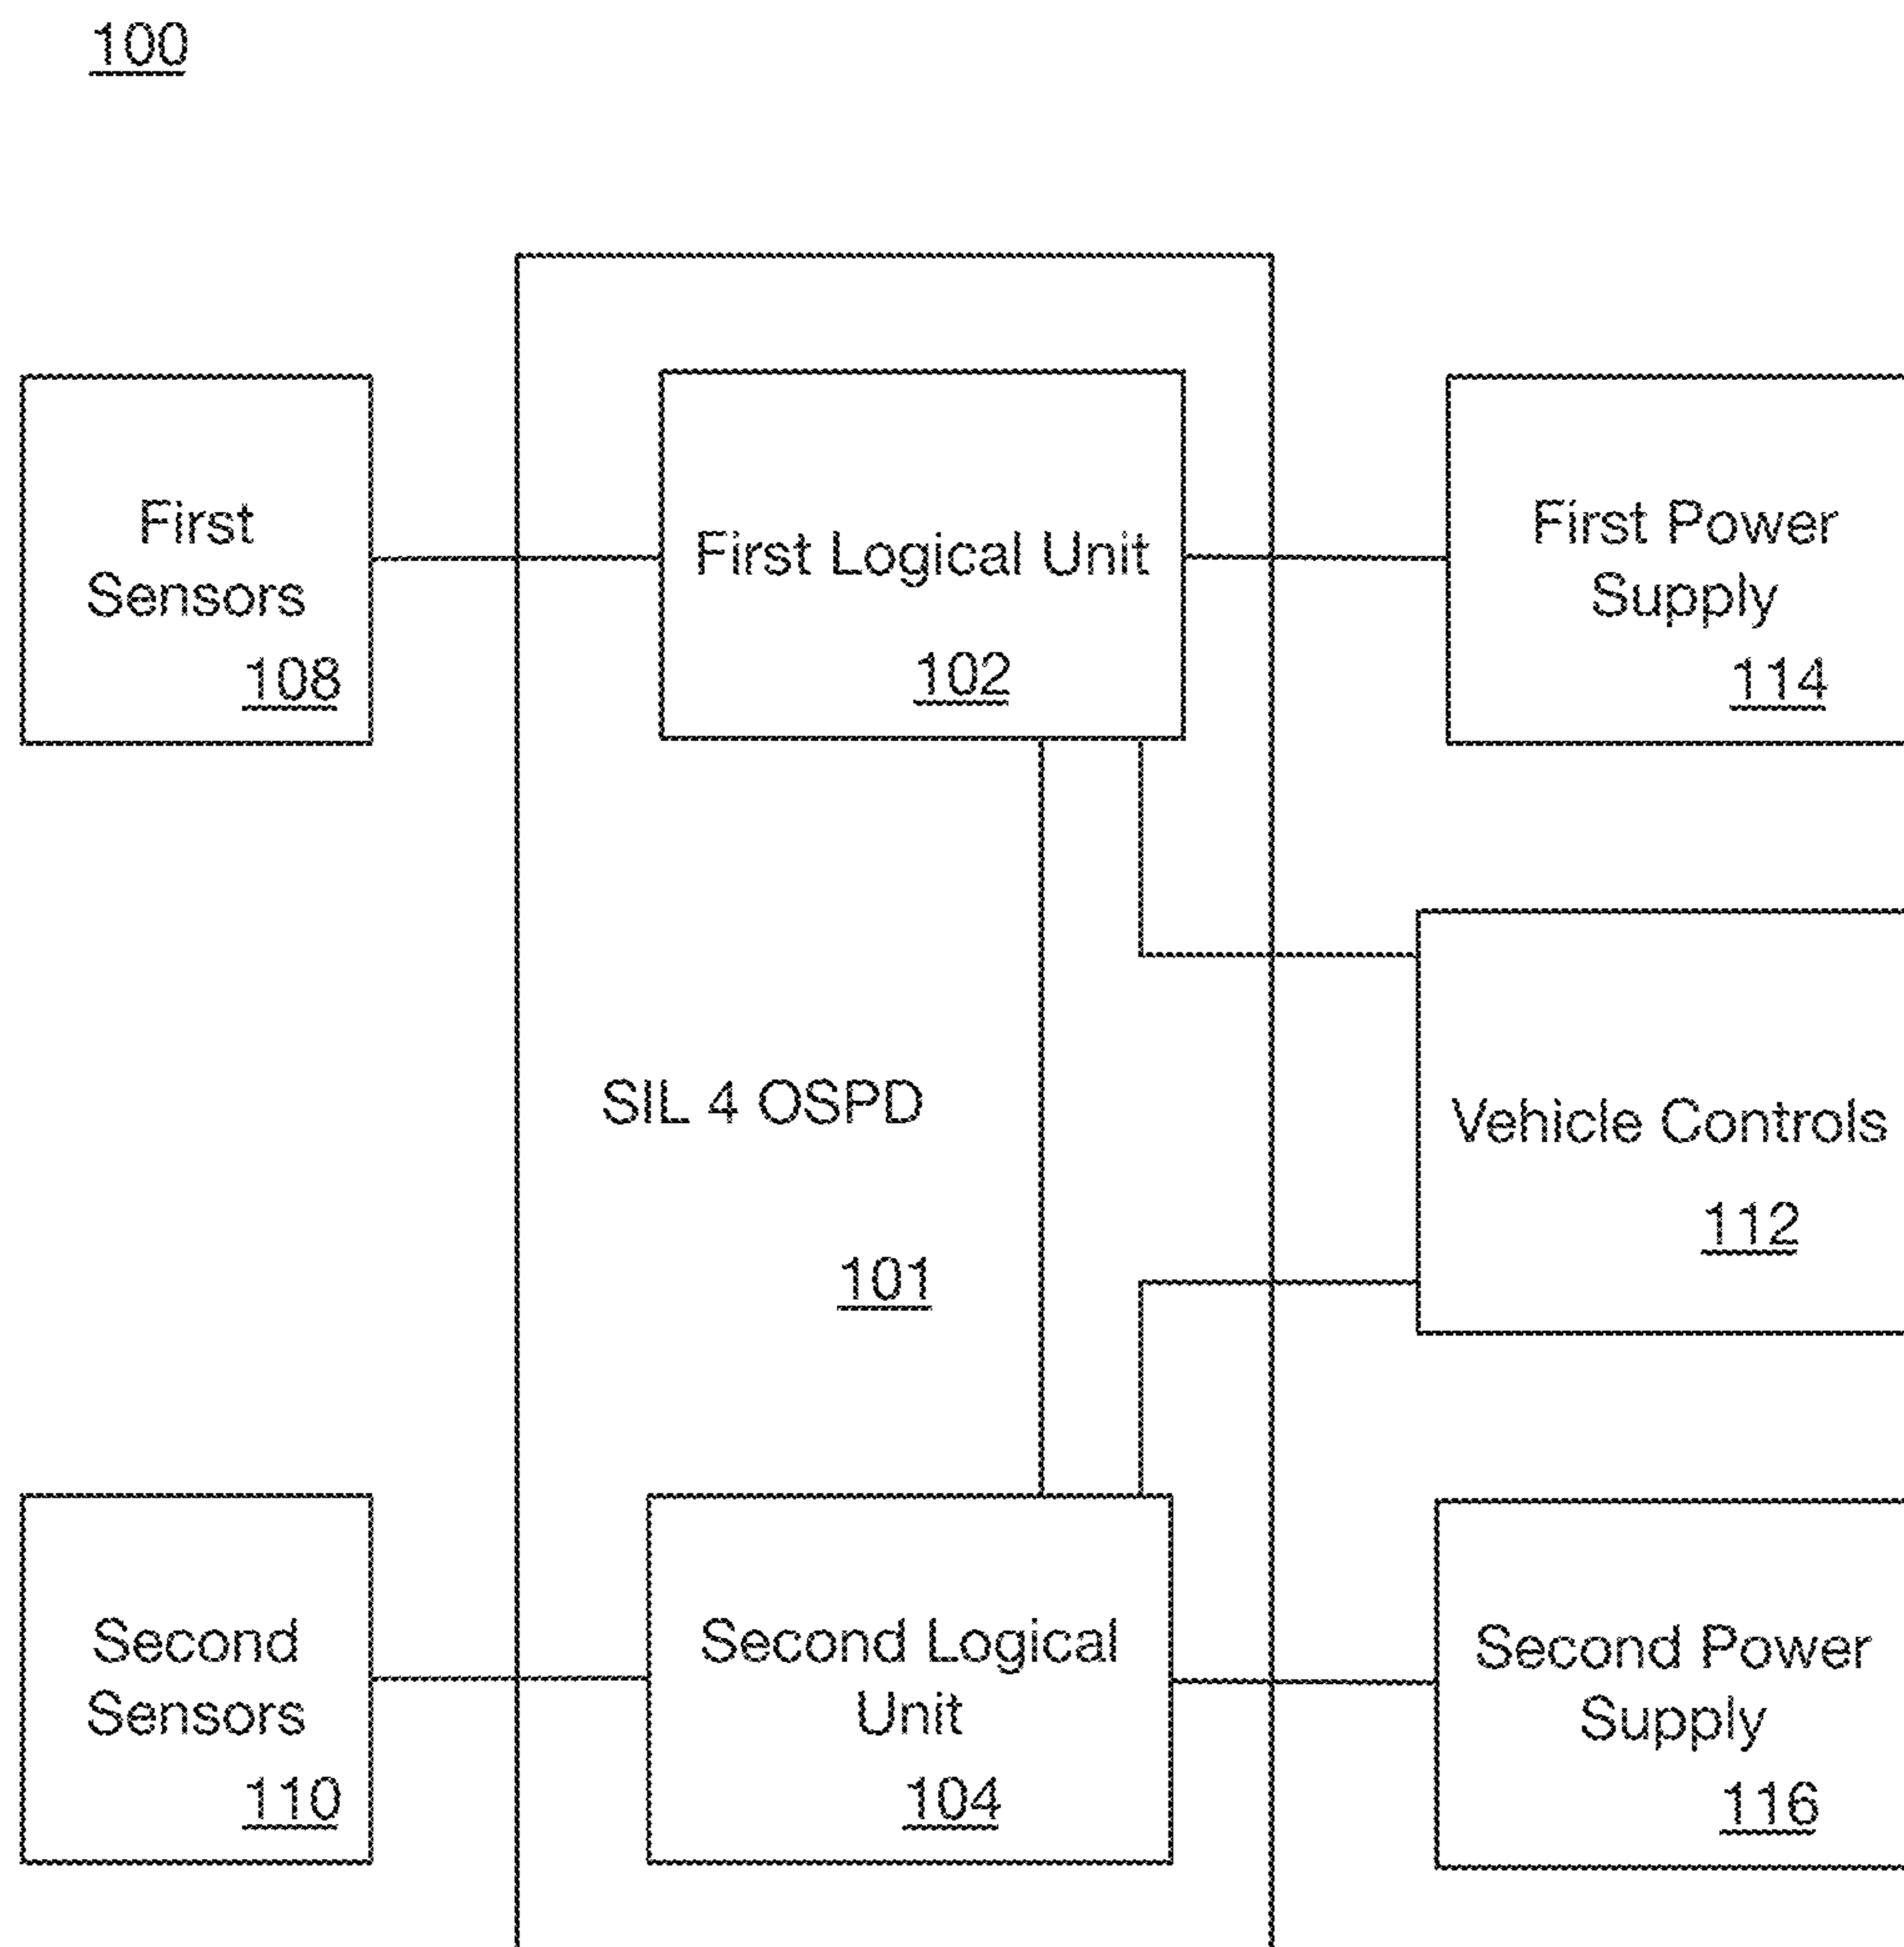 100
First
Sensors
108
First Logical Unit
102
First Power
Supply
114
SIL 4 OSPD
101
Vehicle Controls
112
Second
Sensors
110
Second Logical
Unit
104
Second Power
Supply
116